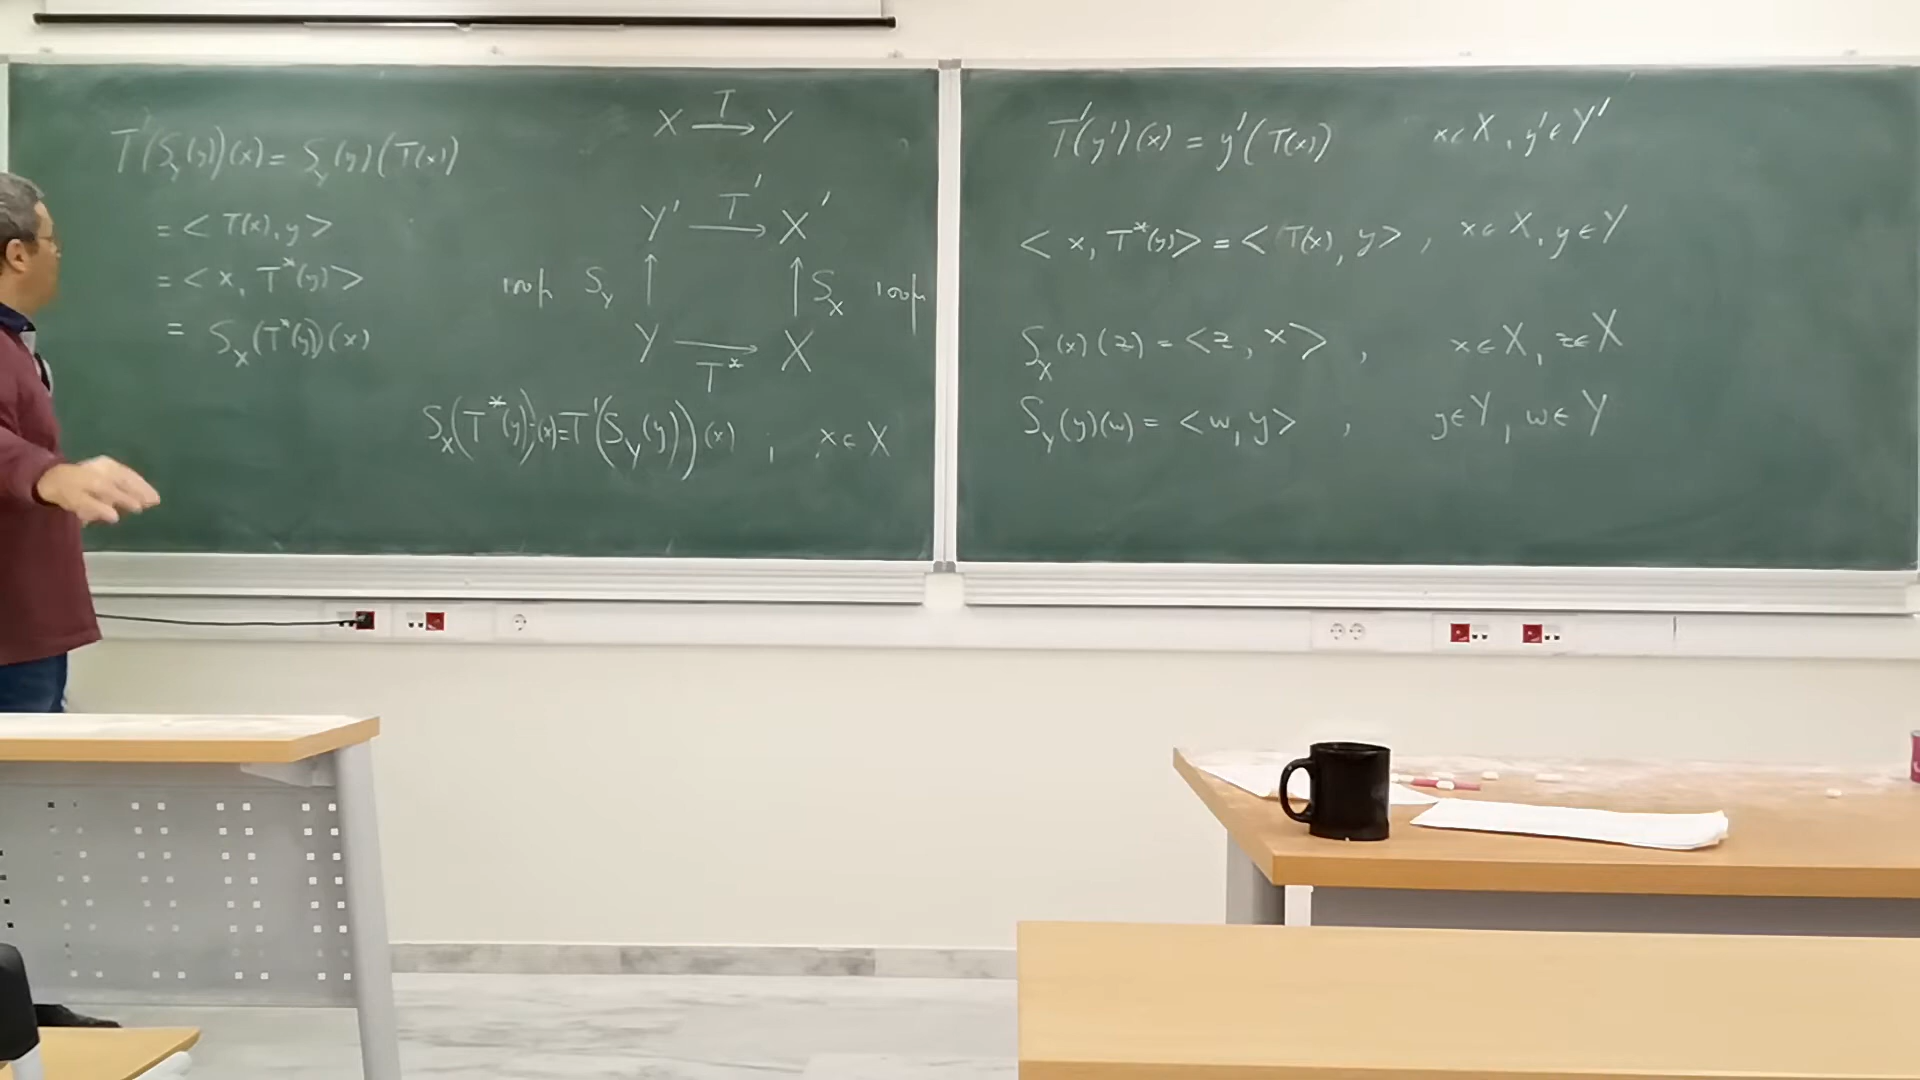 T'(S_Y(y))(x) = S_Y(y)(T(x))
= < T(x), y >
= < x, T*(y) >
= S_X(T*(y))(x)
X —T→ Y
Y' —T'→ X'
ισομ S_Y ↑ ↑ S_X ισομ
Y —T*→ X
S_X(T*(y))(x) = T'(S_Y(y))(x) , x ∈ X
T'(y')(x) = y'(T(x)) x ∈ X, y' ∈ Y'
< x, T*(y) > = < T(x), y > , x ∈ X, y ∈ Y
S_X(x)(z) = < z, x > , x ∈ X, z ∈ X
S_Y(y)(w) = < w, y > , y ∈ Y, w ∈ Y